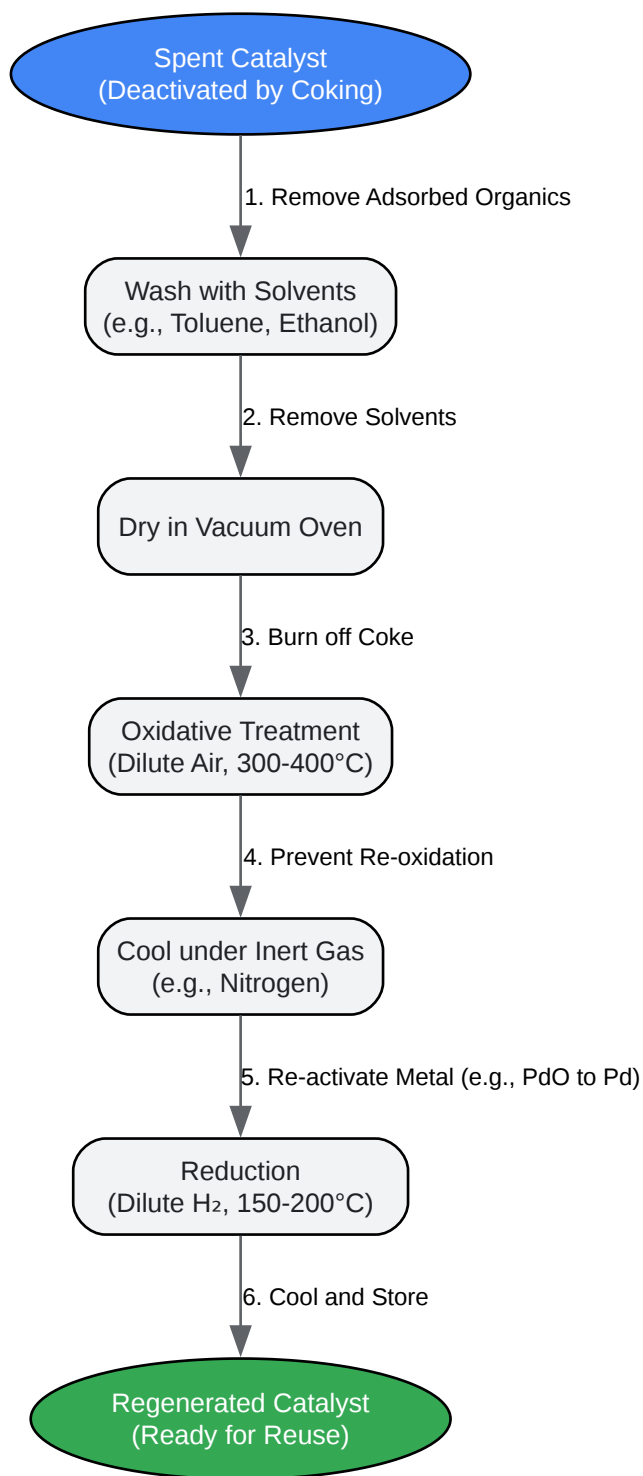 Spent Catalyst
(Deactivated by Coking)
1. Remove Adsorbed Organics
Wash with Solvents
(e.g., Toluene, Ethanol)
2. Remove Solvents
Dry in Vacuum Oven
3. Burn off Coke
Oxidative Treatment
(Dilute Air, 300-400°C)
4. Prevent Re-oxidation
Cool under Inert Gas
(e.g., Nitrogen)
5. Re-activate Metal (e.g., PdO to Pd)
Reduction
(Dilute H₂, 150-200°C)
6. Cool and Store
Regenerated Catalyst
(Ready for Reuse)